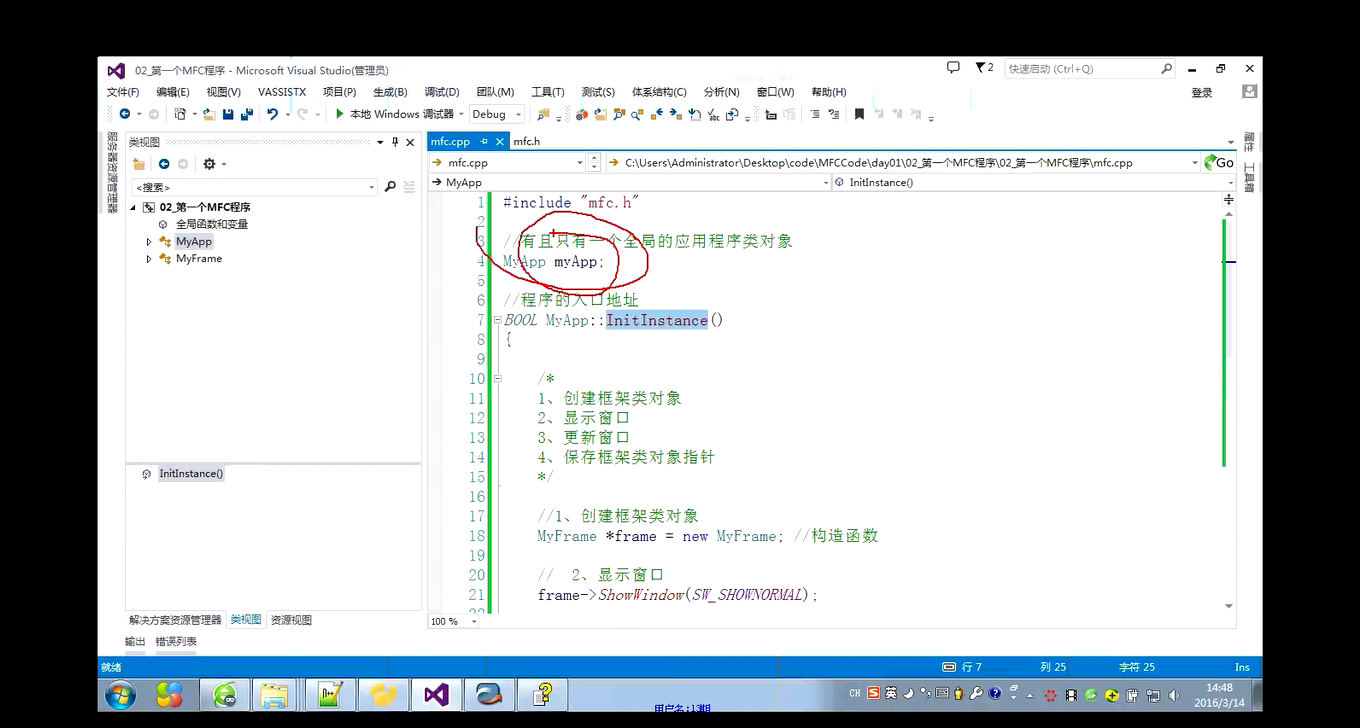 02_第一个MFC程序 - Microsoft Visual Studio(管理员)
2
快速启动 (Ctrl+Q)
文件(F) 编辑(E) 视图(V) VASSISTX 项目(P) 生成(B) 调试(D) 团队(M) 工具(T) 测试(S) 体系结构(C) 分析(N) 窗口(W) 帮助(H)
登录
本地 Windows 调试器 Debug
服务器资源管理器
类视图
<搜索>
02_第一个MFC程序
全局函数和变量
MyApp
MyFrame
InitInstance()
解决方案资源管理器 类视图 资源视图
输出 错误列表
mfc.cpp mfc.h
mfc.cpp C:\Users\Administrator\Desktop\code\MFCCode\day01\02_第一个MFC程序\02_第一个MFC程序\mfc.cpp Go
MyApp InitInstance()
1 #include "mfc.h"
2
3 //有且只有一个全局的应用程序类对象
4 MyApp myApp;
5
6 //程序的入口地址
7 BOOL MyApp::InitInstance()
8 {
9
10 /*
11 1、创建框架类对象
12 2、显示窗口
13 3、更新窗口
14 4、保存框架类对象指针
15 */
16
17 //1、创建框架类对象
18 MyFrame *frame = new MyFrame; //构造函数
19
20 // 2、显示窗口
21 frame->ShowWindow(SW_SHOWNORMAL);
100 %
属性
工具箱
就绪 行 7 列 25 字符 25 Ins
CH 英
14:48
2016/3/14